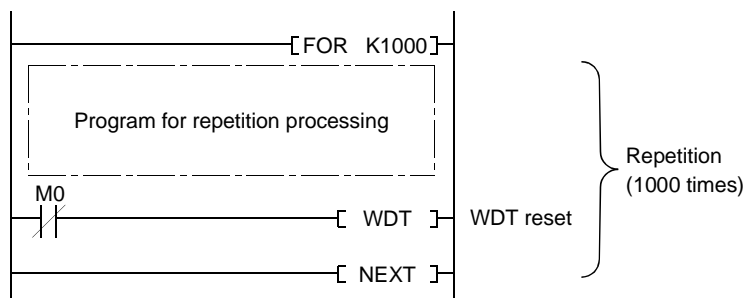 FOR K1000
Program for repetition processing
Repetition
(1000 times)
M0
WDT
WDT reset
NEXT